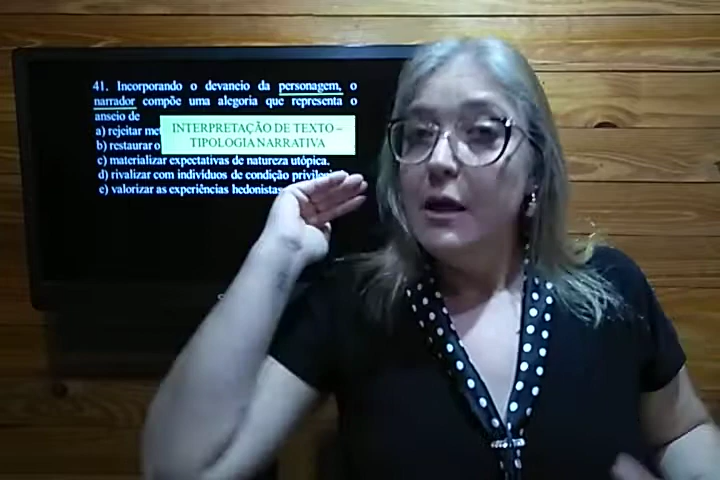 41. Incorporando o devaneio da personagem, o
narrador compõe uma alegoria que representa o
anseio de
a) rejeitar
b) restaurar o
INTERPRETAÇÃO DE TEXTO –
TIPOLOGIA NARRATIVA
c) materializar expectativas de natureza utópica.
d) rivalizar com indivíduos de condição
e) valorizar as experiências